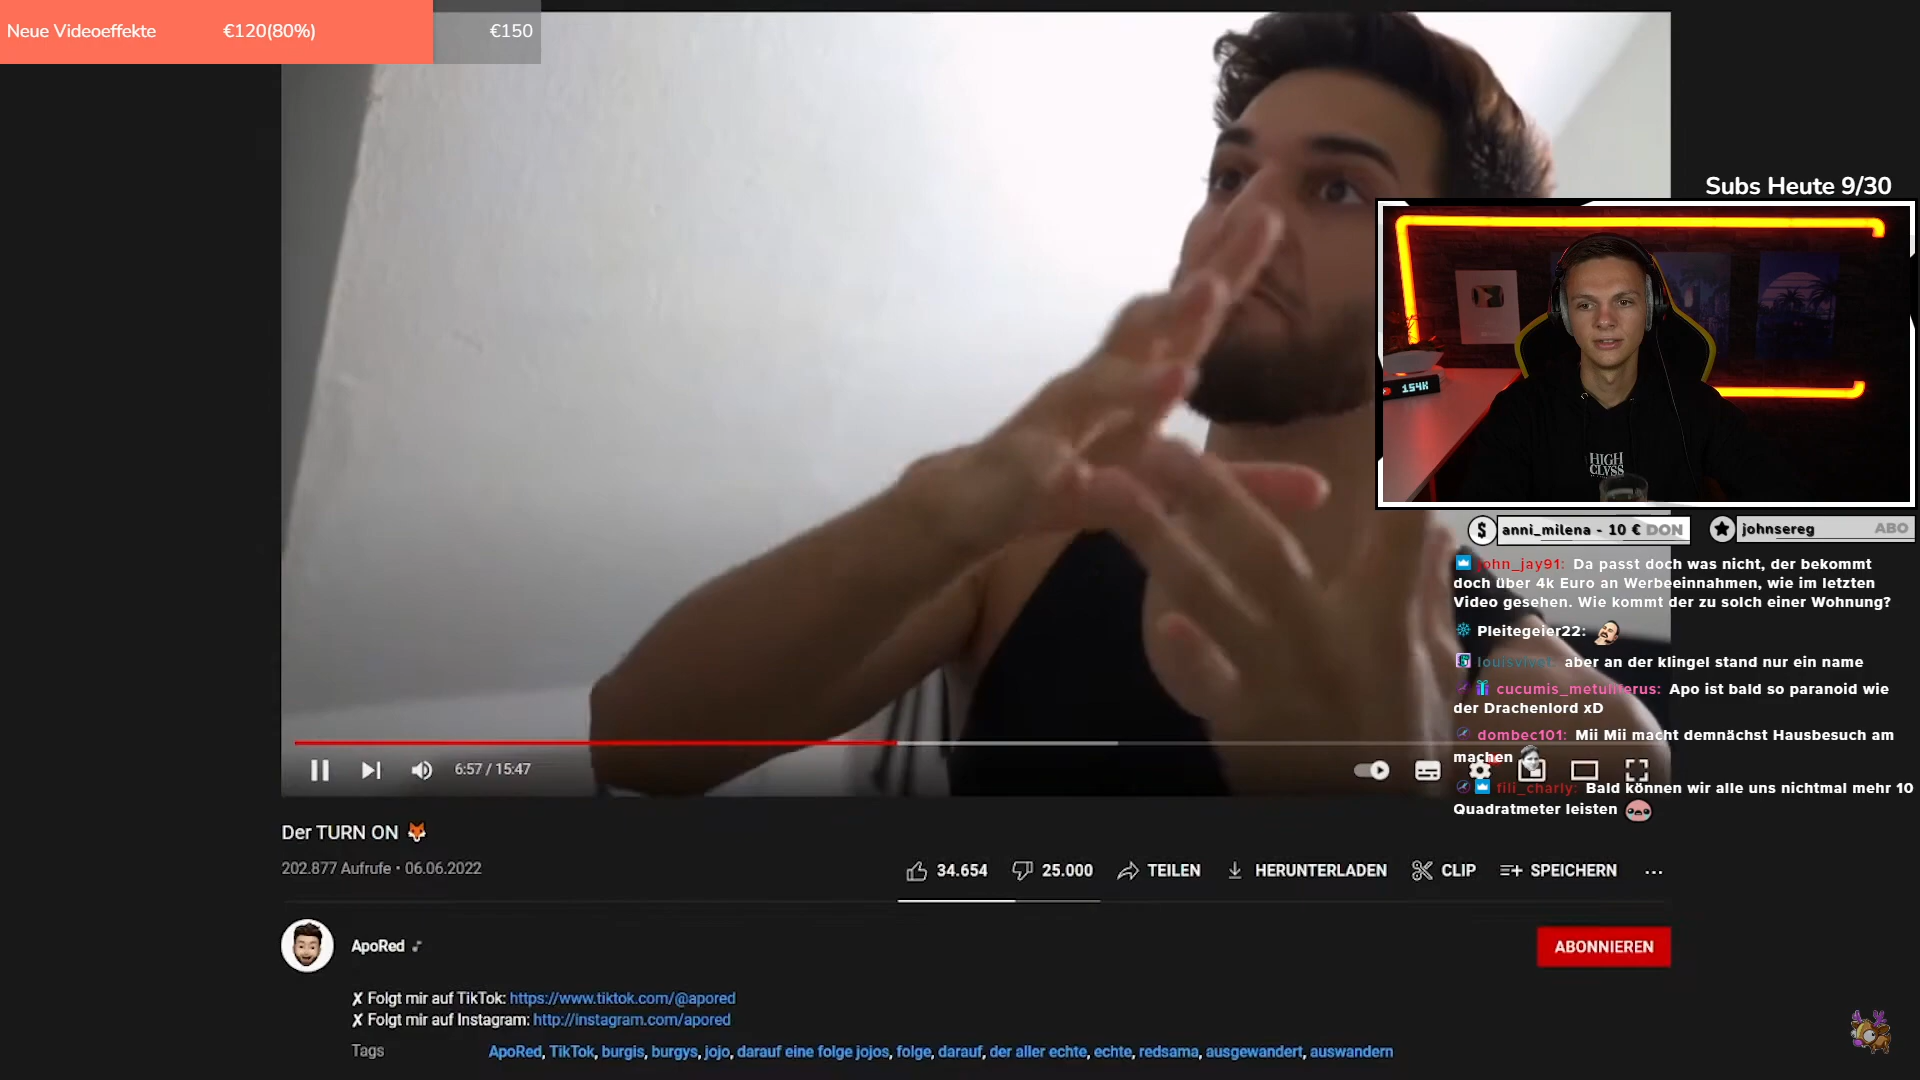 Neue Videoeffekte €120(80%) €150
Subs Heute 9/30
154K
HIGH
CLVSS
$ anni_milena - 10 € DON
johnsereg ABO
john_jay91: Da passt doch was nicht, der bekommt
doch über 4k Euro an Werbeeinnahmen, wie im letzten
Video gesehen. Wie kommt der zu solch einer Wohnung?
Pleitegeier22:
aber an der klingel stand nur ein name
Apo ist bald so paranoid wie
der Drachenlord xD
dombec101: Mii Mii macht demnächst Hausbesuch am
machen
fili_charly: Bald können wir alle uns nichtmal mehr 10
Quadratmeter leisten
6:57 / 15:47
Der TURN ON
202.877 Aufrufe • 06.06.2022
34.654 25.000 TEILEN HERUNTERLADEN CLIP SPEICHERN ...
ApoRed
ABONNIEREN
✗ Folgt mir auf TikTok: https://www.tiktok.com/@apored
✗ Folgt mir auf Instagram: http://instagram.com/apored
Tags ApoRed, TikTok, burgis, burgys, jojo, darauf eine folge jojos, folge, darauf, der aller echte, echte, redsama, ausgewandert, auswandern